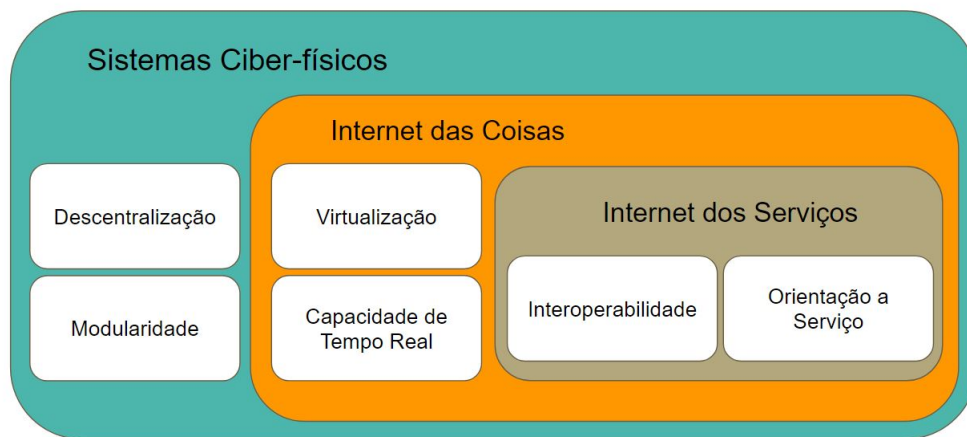 Sistemas Ciber-físicos
Internet das Coisas
Internet dos Serviços
Descentralização
Virtualização
Modularidade
Capacidade de
Tempo Real
Interoperabilidade
Orientação a
Serviço